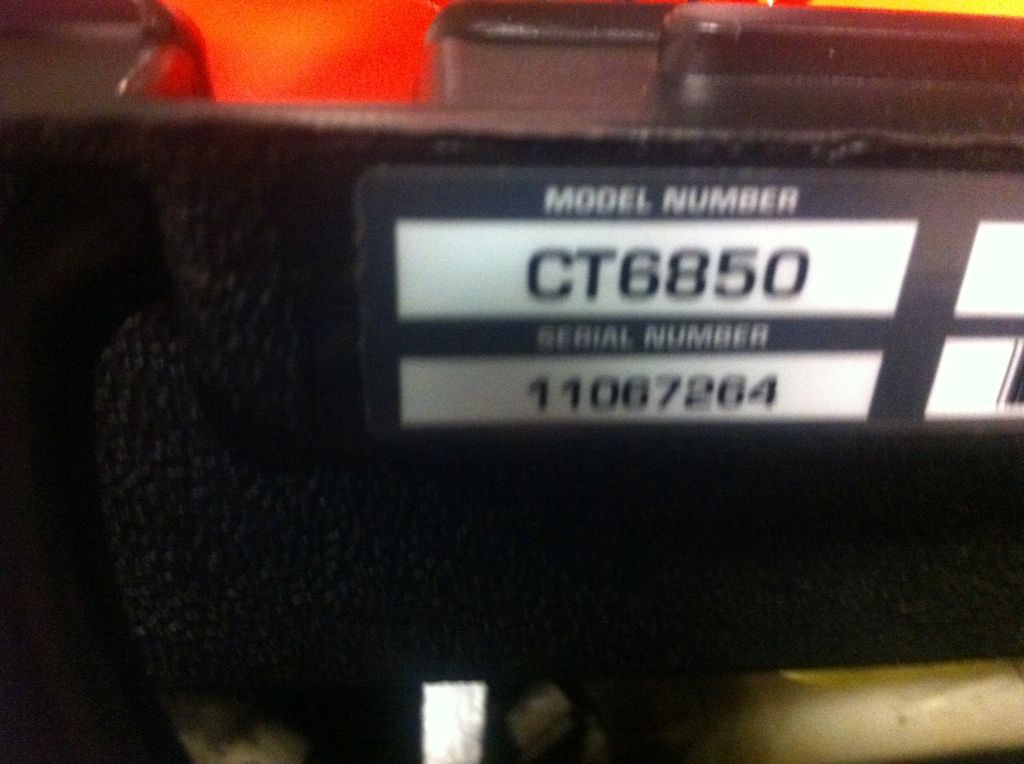 MODEL NUMBER
CT6850
SERIAL NUMBER
11067264